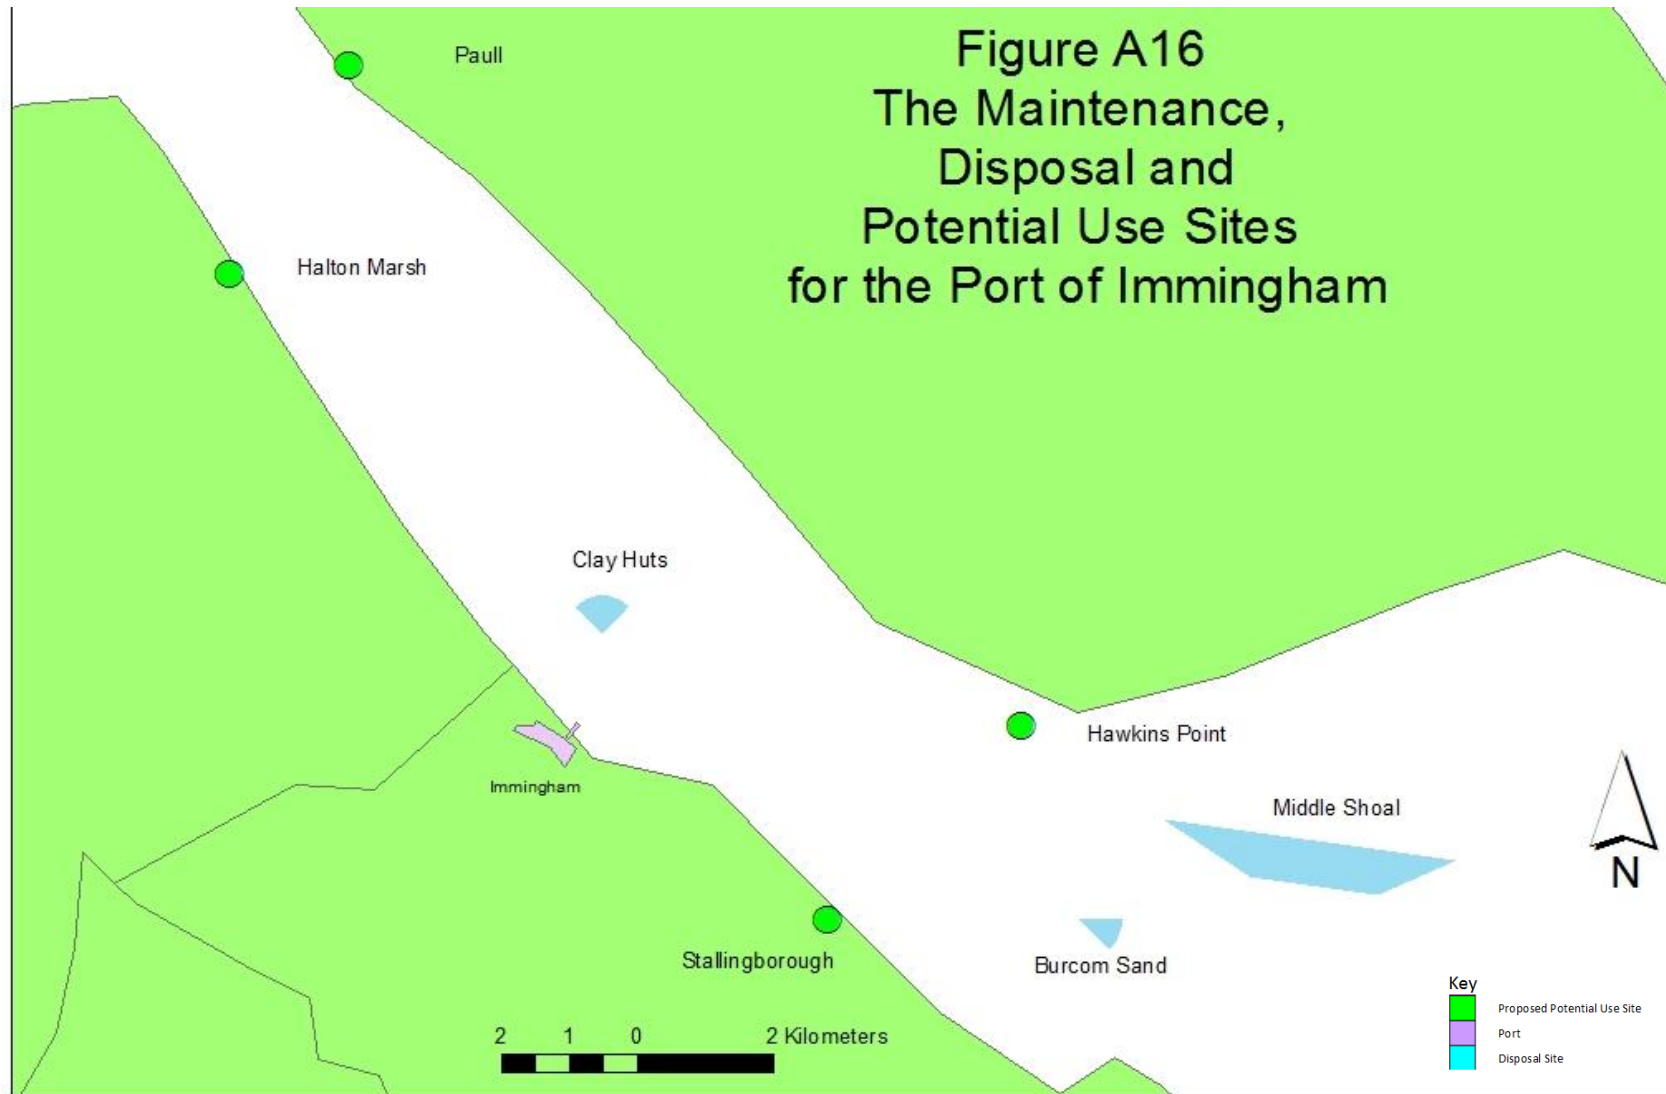 Figure A16
The Maintenance,
Disposal and
Potential Use Sites
for the Port of Immingham
Paull
Halton Marsh
Clay Huts
Hawkins Point
Immingham
Middle Shoal
N
Stallingborough
Burcom Sand
2 1 0 2 Kilometers
Key
Proposed Potential Use Site
Port
Disposal Site